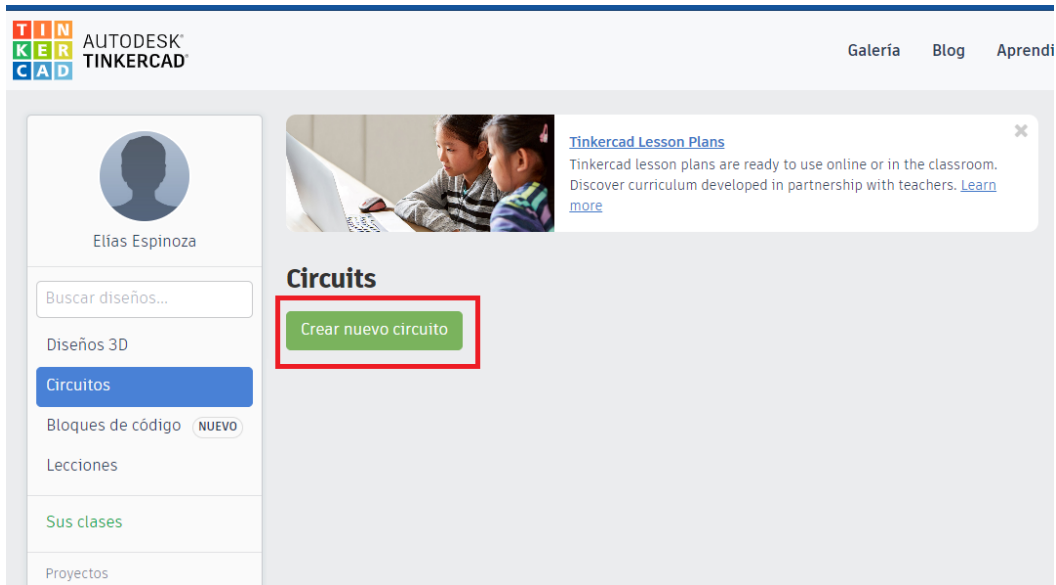 TIN
KER
CAD
AUTODESK®
TINKERCAD®
Galería
Blog
Aprendi
Elías Espinoza
Buscar diseños...
Diseños 3D
Circuitos
Bloques de código NUEVO
Lecciones
Sus clases
Proyectos
Tinkercad Lesson Plans
Tinkercad lesson plans are ready to use online or in the classroom.
Discover curriculum developed in partnership with teachers. Learn
more
Circuits
Crear nuevo circuito